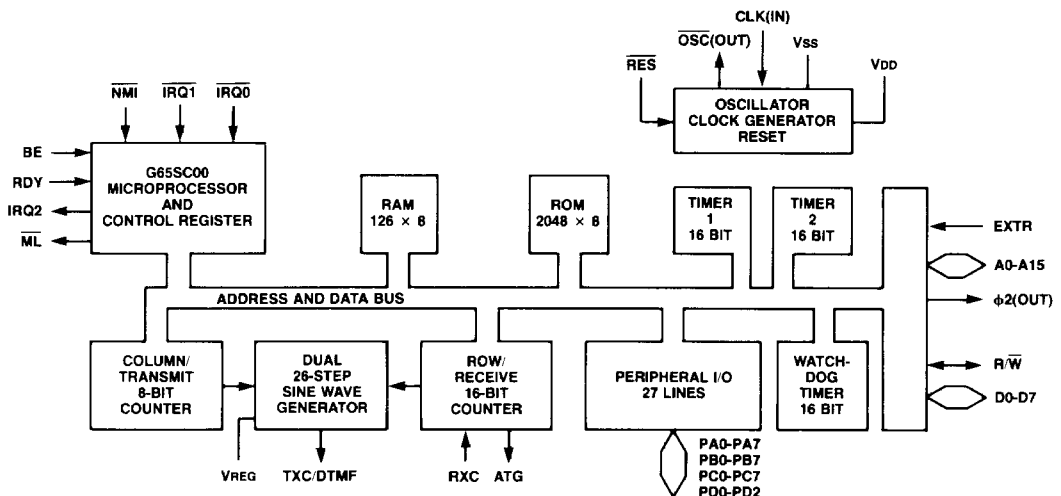 CLK(IN)
OSC(OUT)
VSS
RES
VDD
OSCILLATOR
CLOCK GENERATOR
RESET
NMI
IRQ1
IRQ0
BE
RDY
IRQ2
ML
G65SC00
MICROPROCESSOR
AND
CONTROL REGISTER
RAM
126 × 8
ROM
2048 × 8
TIMER
1
16 BIT
TIMER
2
16 BIT
EXTR
A0-A15
ϕ2(OUT)
R/W
D0-D7
ADDRESS AND DATA BUS
COLUMN/
TRANSMIT
8-BIT
COUNTER
DUAL
26-STEP
SINE WAVE
GENERATOR
ROW/
RECEIVE
16-BIT
COUNTER
PERIPHERAL I/O
27 LINES
WATCH-
DOG
TIMER
16 BIT
VREG
TXC/DTMF
RXC
ATG
PA0-PA7
PB0-PB7
PC0-PC7
PD0-PD2